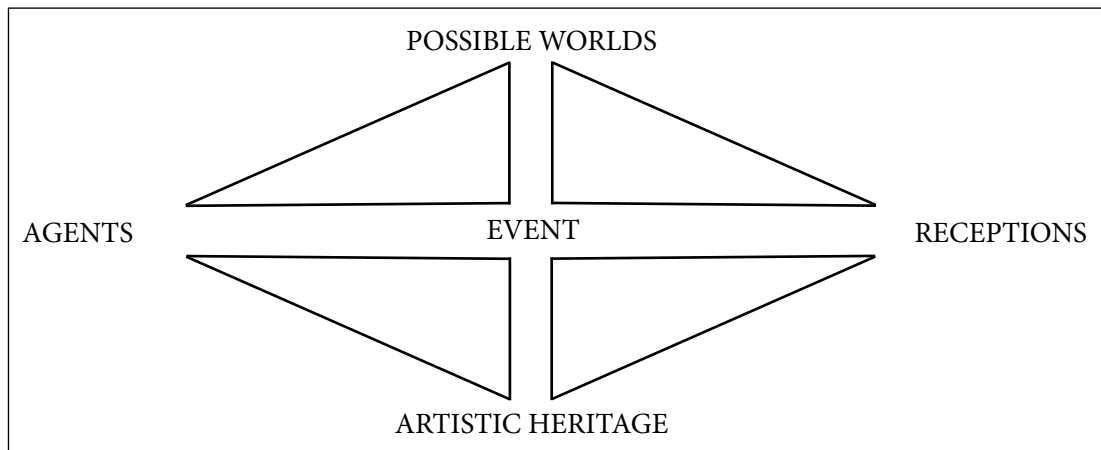 POSSIBLE WORLDS
AGENTS
EVENT
RECEPTIONS
ARTISTIC HERITAGE